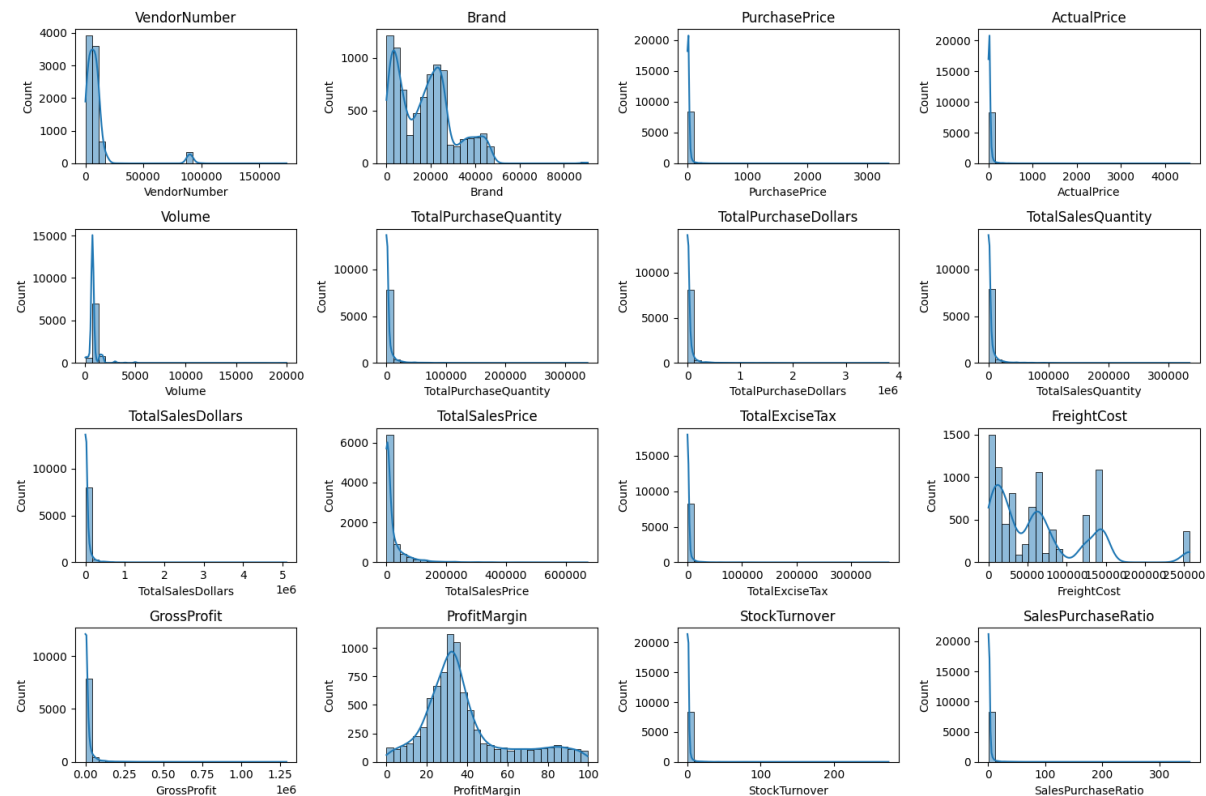 VendorNumber Brand PurchasePrice ActualPrice
4000
3000
2000
1000
0
Count
0 50000 100000 150000
VendorNumber
1000
500
0
Count
0 20000 40000 60000 80000
Brand
20000
15000
10000
5000
0
Count
0 1000 2000 3000
PurchasePrice
20000
15000
10000
5000
0
Count
0 1000 2000 3000 4000
ActualPrice
Volume TotalPurchaseQuantity TotalPurchaseDollars TotalSalesQuantity
15000
10000
5000
0
Count
0 5000 10000 15000 20000
Volume
10000
5000
0
Count
0 100000 200000 300000
TotalPurchaseQuantity
10000
5000
0
Count
0 1 2 3 4
1e6
TotalPurchaseDollars
10000
5000
0
Count
0 100000 200000 300000
TotalSalesQuantity
TotalSalesDollars TotalSalesPrice TotalExciseTax FreightCost
10000
5000
0
Count
0 1 2 3 4 5
1e6
TotalSalesDollars
6000
4000
2000
0
Count
0 200000 400000 600000
TotalSalesPrice
15000
10000
5000
0
Count
0 100000 200000 300000
TotalExciseTax
1500
1000
500
0
Count
0 50000 100000 150000 200000 250000
FreightCost
GrossProfit ProfitMargin StockTurnover SalesPurchaseRatio
10000
5000
0
Count
0.00 0.25 0.50 0.75 1.00 1.25
1e6
GrossProfit
1000
750
500
250
0
Count
0 20 40 60 80 100
ProfitMargin
20000
15000
10000
5000
0
Count
0 100 200
StockTurnover
20000
15000
10000
5000
0
Count
0 100 200 300
SalesPurchaseRatio